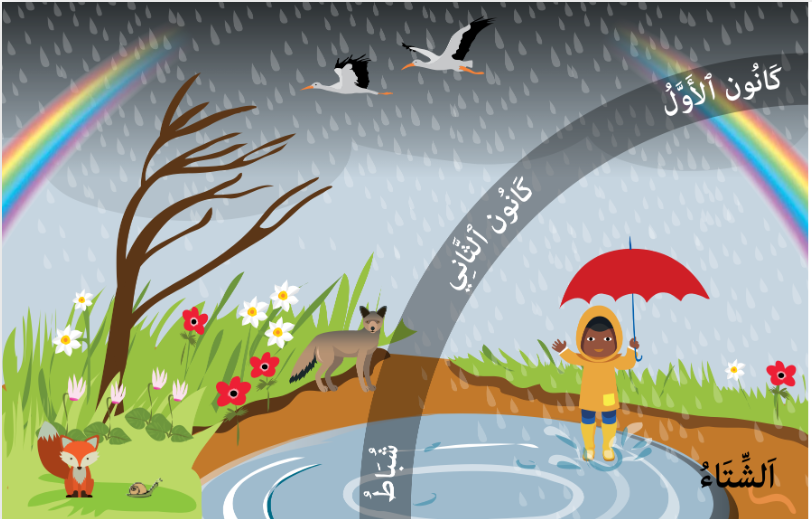 كَانُون ٱلْأَوَّلُ
كَانُون ٱلثَّانِي
شُبَاطُ
اَلشِّتَاءُ